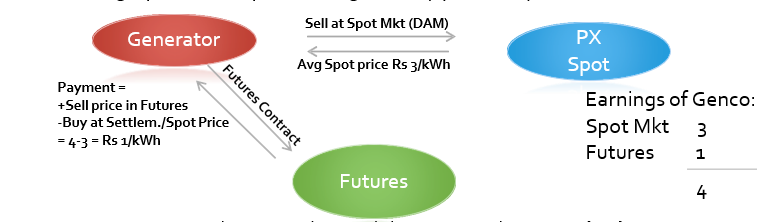 Sell at Spot Mkt (DAM)
Generator
PX
Spot
Avg Spot price Rs 3/kWh
Payment =
+Sell price in Futures
-Buy at Settlem./Spot Price
= 4-3 = Rs 1/kWh
Futures Contract
Earnings of Genco:
Spot Mkt 3
Futures 1
4
Futures